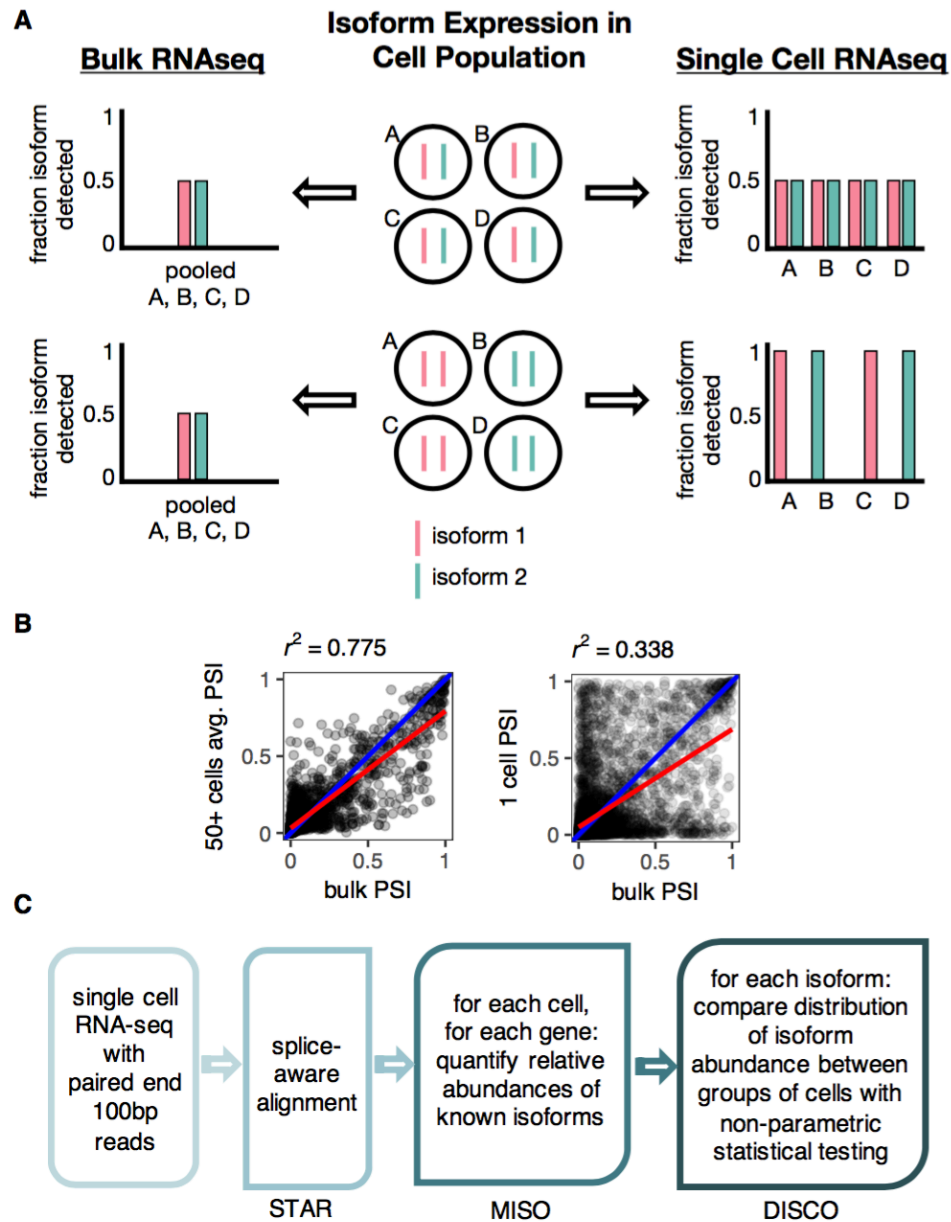 A
Bulk RNAseq
Isoform Expression in
Cell Population
Single Cell RNAseq
fraction isoform
detected
1
0.5
0
pooled
A, B, C, D
A
B
C
D
fraction isoform
detected
1
0.5
0
A
B
C
D
fraction isoform
detected
1
0.5
0
pooled
A, B, C, D
A
B
C
D
fraction isoform
detected
1
0.5
0
A
B
C
D
isoform 1
isoform 2
B
r² = 0.775
50+ cells avg. PSI
1
0.5
0
0
0.5
1
bulk PSI
r² = 0.338
1 cell PSI
1
0.5
0
0
0.5
1
bulk PSI
C
single cell
RNA-seq
with
paired end
100bp
reads
splice-
aware
alignment
STAR
for each cell,
for each gene:
quantify relative
abundances of
known isoforms
MISO
for each isoform:
compare distribution
of isoform
abundance between
groups of cells with
non-parametric
statistical testing
DISCO